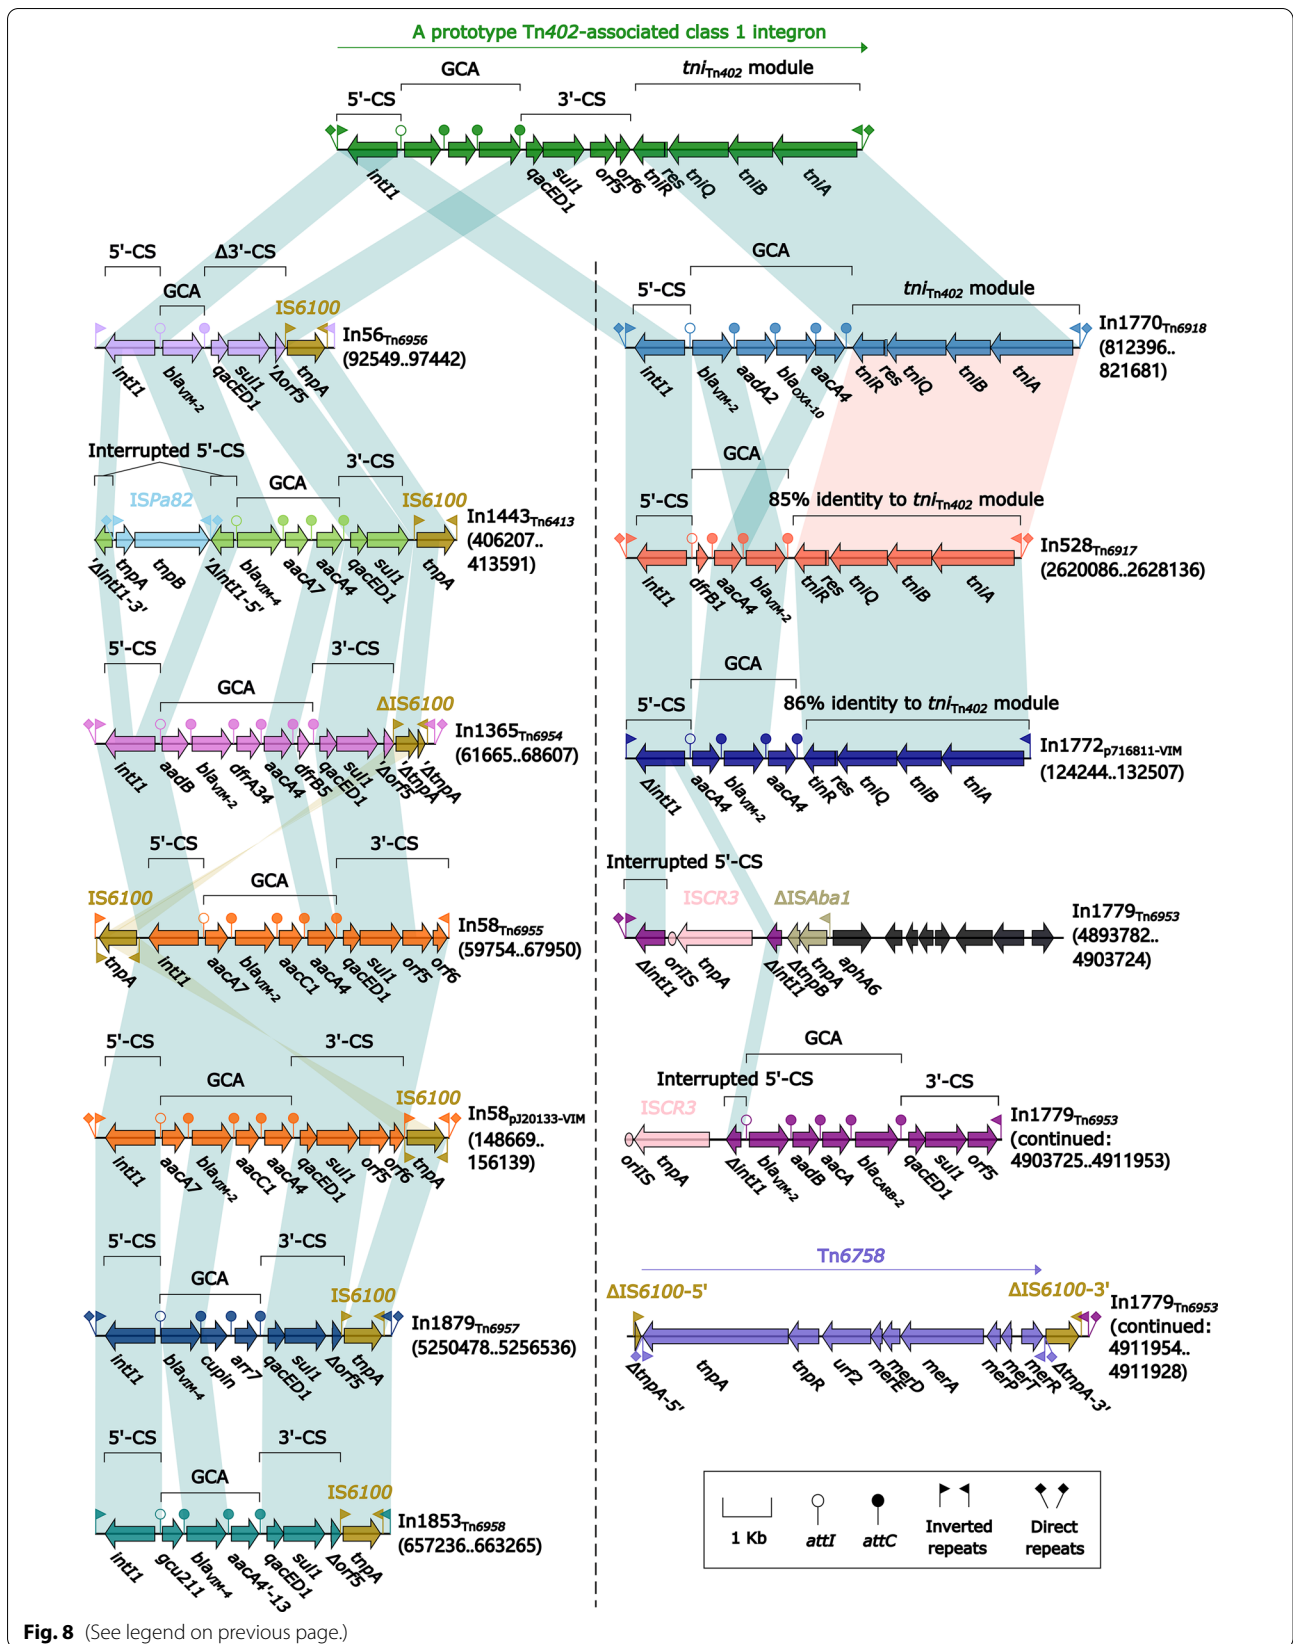 A prototype Tn402-associated class 1 integron
5'-CS
GCA
3'-CS
tniTn402 module
intI1
qacED1
sul1
orf5
orf6
tniR
res
tniQ
tniB
tniA
5'-CS
GCA
Δ3'-CS
IS6100
In56Tn6956
(92549..97442)
intI1
blaVIM-2
qacED1
sul1
'Δorf5
tnpA
Interrupted 5'-CS
ISPa82
GCA
3'-CS
IS6100
In1443Tn6413
(406207..
413591)
'ΔintI1-3'
tnpA
tnpB
'ΔintI1-5'
blaVIM-4
aacA7
aacA4
qacED1
sul1
tnpA
5'-CS
GCA
3'-CS
ΔIS6100
In1365Tn6954
(61665..68607)
intI1
aadB
blaVIM-2
dfrA34
aacA4
dfrB5
qacED1
sul1
'Δorf5
'ΔtnpA
'ΔtnpA
IS6100
5'-CS
GCA
3'-CS
In58Tn6955
(59754..67950)
tnpA
intI1
aacA7
blaVIM-2
aacC1
aacA4
qacED1
sul1
orf5
orf6
5'-CS
GCA
3'-CS
IS6100
In58pJ20133-VIM
(148669..
156139)
intI1
aacA7
blaVIM-2
aacC1
aacA4
qacED1
sul1
orf5
orf6
tnpA
5'-CS
GCA
3'-CS
IS6100
In1879Tn6957
(5250478..5256536)
intI1
blaVIM-4
cupin
arr7
qacED1
sul1
Δorf5
tnpA
5'-CS
GCA
3'-CS
IS6100
In1853Tn6958
(657236..663265)
intI1
gcu211
blaVIM-4
aacA4'-13
qacED1
sul1
Δorf5
tnpA
5'-CS
GCA
tniTn402 module
In1770Tn6918
(812396..
821681)
intI1
blaVIM-2
aadA2
blaOXA-10
aacA4
tniR
res
tniQ
tniB
tniA
5'-CS
GCA
85% identity to tniTn402 module
In528Tn6917
(2620086..2628136)
intI1
dfrB1
aacA4
blaVIM-2
tniR
res
tniQ
tniB
tniA
5'-CS
GCA
86% identity to tniTn402 module
In1772p716811-VIM
(124244..132507)
ΔintI1
aacA4
blaVIM-2
aacA4
tinR
res
tniQ
tniB
tniA
Interrupted 5'-CS
ISCR3
ΔISAba1
In1779Tn6953
(4893782..
4903724)
ΔintI1
orIS
tnpA
ΔintI1
ΔtnpB
tnpA
aphA6
GCA
Interrupted 5'-CS
ISCR3
3'-CS
In1779Tn6953
(continued:
4903725..4911953)
orIS
tnpA
ΔintI1
blaVIM-2
aadB
aacA
blaCARB-2
qacED1
sul1
orf5
Tn6758
ΔIS6100-5'
ΔIS6100-3'
In1779Tn6953
(continued:
4911954..
4911928)
ΔtnpA-5'
tnpA
tnpR
urf2
merE
merD
merA
merP
merT
merR
ΔtnpA-3'
1 Kb
attI
attC
Inverted
repeats
Direct
repeats
Fig. 8 (See legend on previous page.)